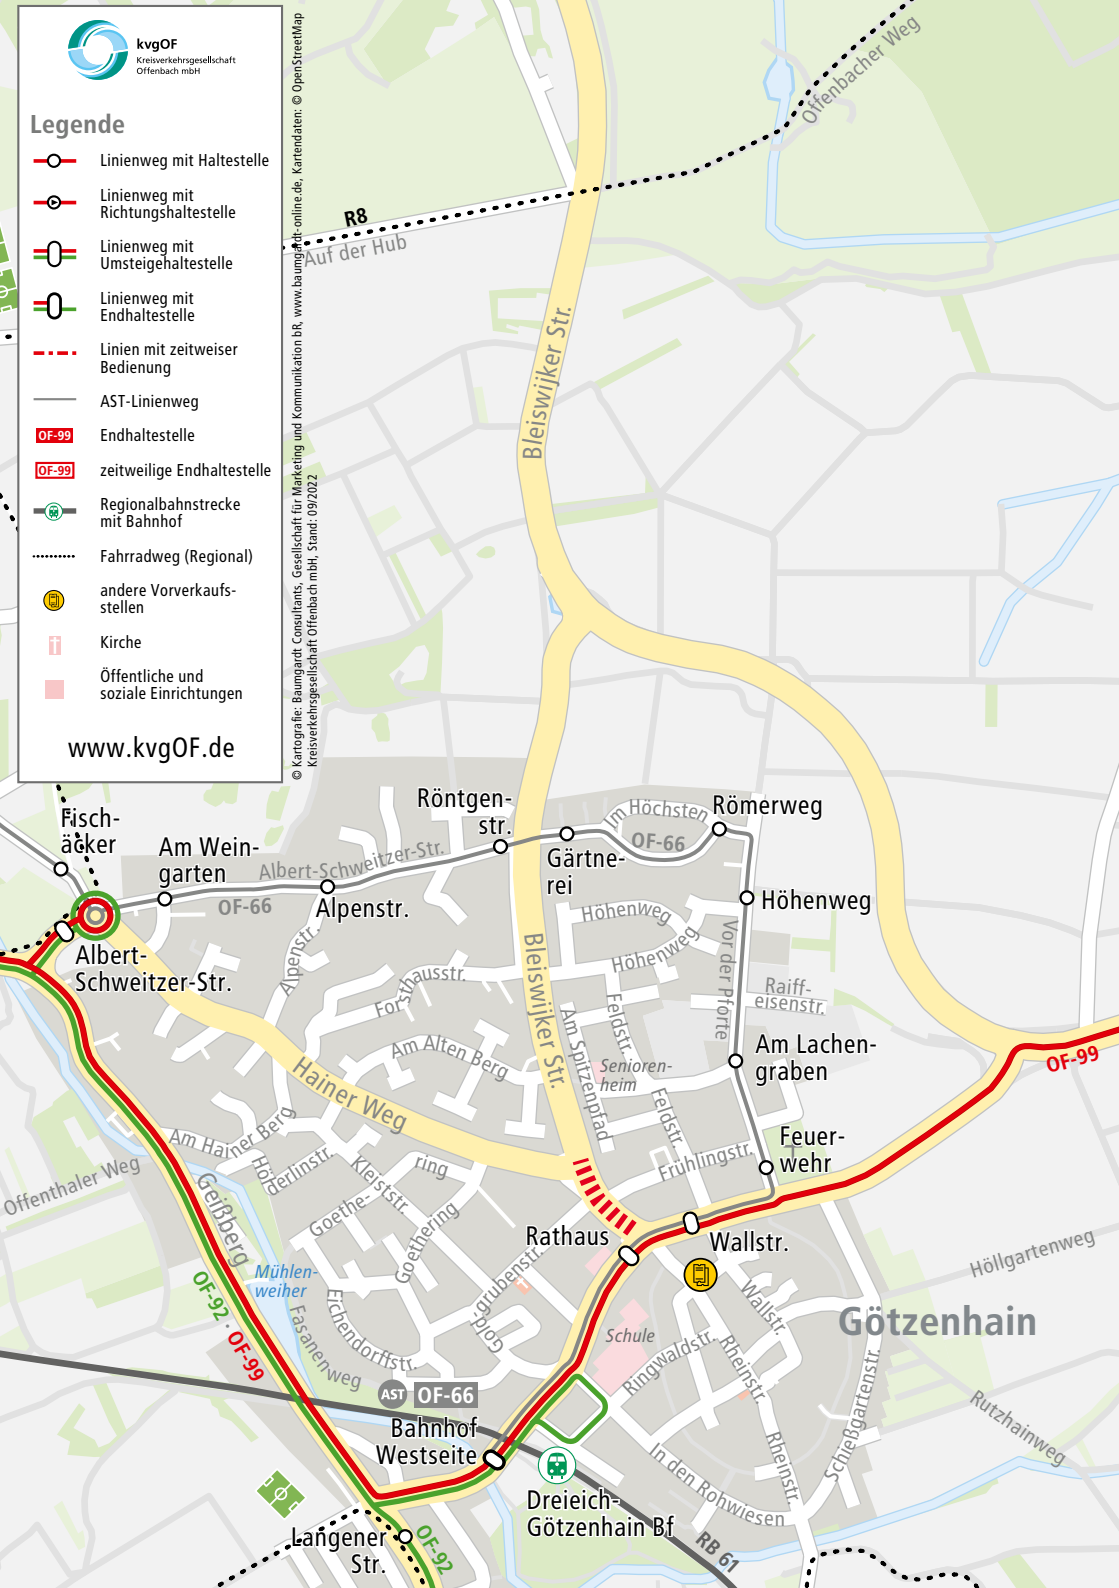 kvgOF
Kreisverkehrsgesellschaft
Offenbach mbH
Legende
Linienweg mit Haltestelle
Linienweg mit
Richtungshaltestelle
Linienweg mit
Umsteigehaltestelle
Linienweg mit
Endhaltestelle
Linien mit zeitweiser
Bedienung
AST-Linienweg
OF-99
Endhaltestelle
OF-99
zeitweilige Endhaltestelle
Regionalbahnstrecke
mit Bahnhof
Fahrradweg (Regional)
andere Vorverkaufs-
stellen
Kirche
Öffentliche und
soziale Einrichtungen
www.kvgOF.de
© Kartografie: Baumgardt Consultants, Gesellschaft für Marketing und Kommunikation bR, www.baumgardt-online.de, Kartendaten: © OpenStreetMap
Kreisverkehrsgesellschaft Offenbach mbH, Stand: 09/2022
Offenbacher Weg
R8
Auf der Hub
Bleiswijker Str.
Fisch-
äcker
Am Wein-
garten
Albert-Schweitzer-Str.
OF-66
Alpenstr.
Röntgen-
str.
Gärtne-
rei
Im Höchsten
OF-66
Römerweg
Höhenweg
Albert-
Schweitzer-Str.
Alpenstr.
Forsthausstr.
Bleiswijker Str.
Höhenweg
Höhenweg
Vor der Pforte
Raiff-
eisenstr.
Feldstr.
Am Spitzenpfad
Am Alten Berg
Senioren-
heim
Am Lachen-
graben
OF-99
Hainer Weg
Feldstr.
Feuer-
wehr
Frühlingstr.
Am Hainer Berg
Offenthaler Weg
Geißberg
Hölderlinstr.
Kleiststr.
Goethe-
ring
Goethering
Rathaus
Wallstr.
Höllgartenweg
Mühlen-
weiher
OF-92 · OF-99
Fasanenweg
Eichendorffstr.
Gold-
grubenstr.
Schule
Wallstr.
Götzenhain
Ringwaldstr.
Rheinstr.
Schießgartenstr.
AST
OF-66
Bahnhof
Westseite
Rutzhainweg
In den Rohwiesen
Rheinstr.
Dreieich-
Götzenhain Bf
RB 61
Langener
Str.
OF-92